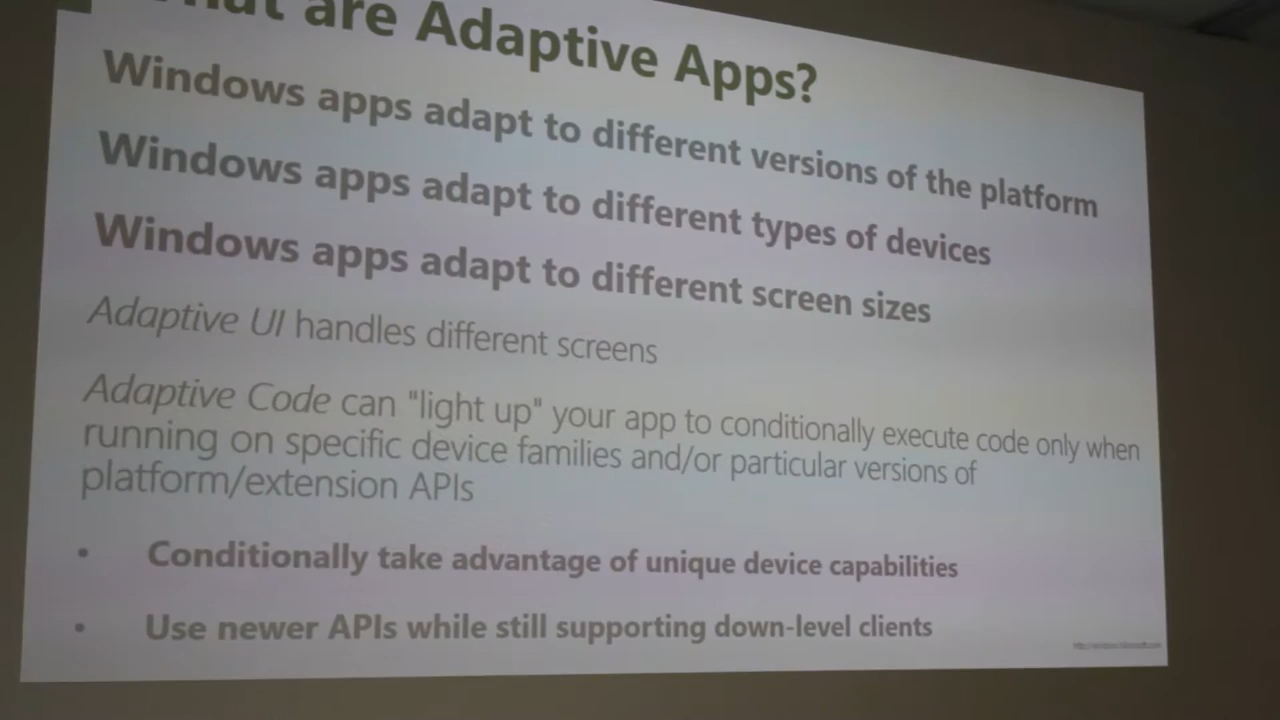 What are Adaptive Apps?
Windows apps adapt to different versions of the platform
Windows apps adapt to different types of devices
Windows apps adapt to different screen sizes
Adaptive UI handles different screens
Adaptive Code can "light up" your app to conditionally execute code only when
running on specific device families and/or particular versions of
platform/extension APIs
• Conditionally take advantage of unique device capabilities
• Use newer APIs while still supporting down-level clients